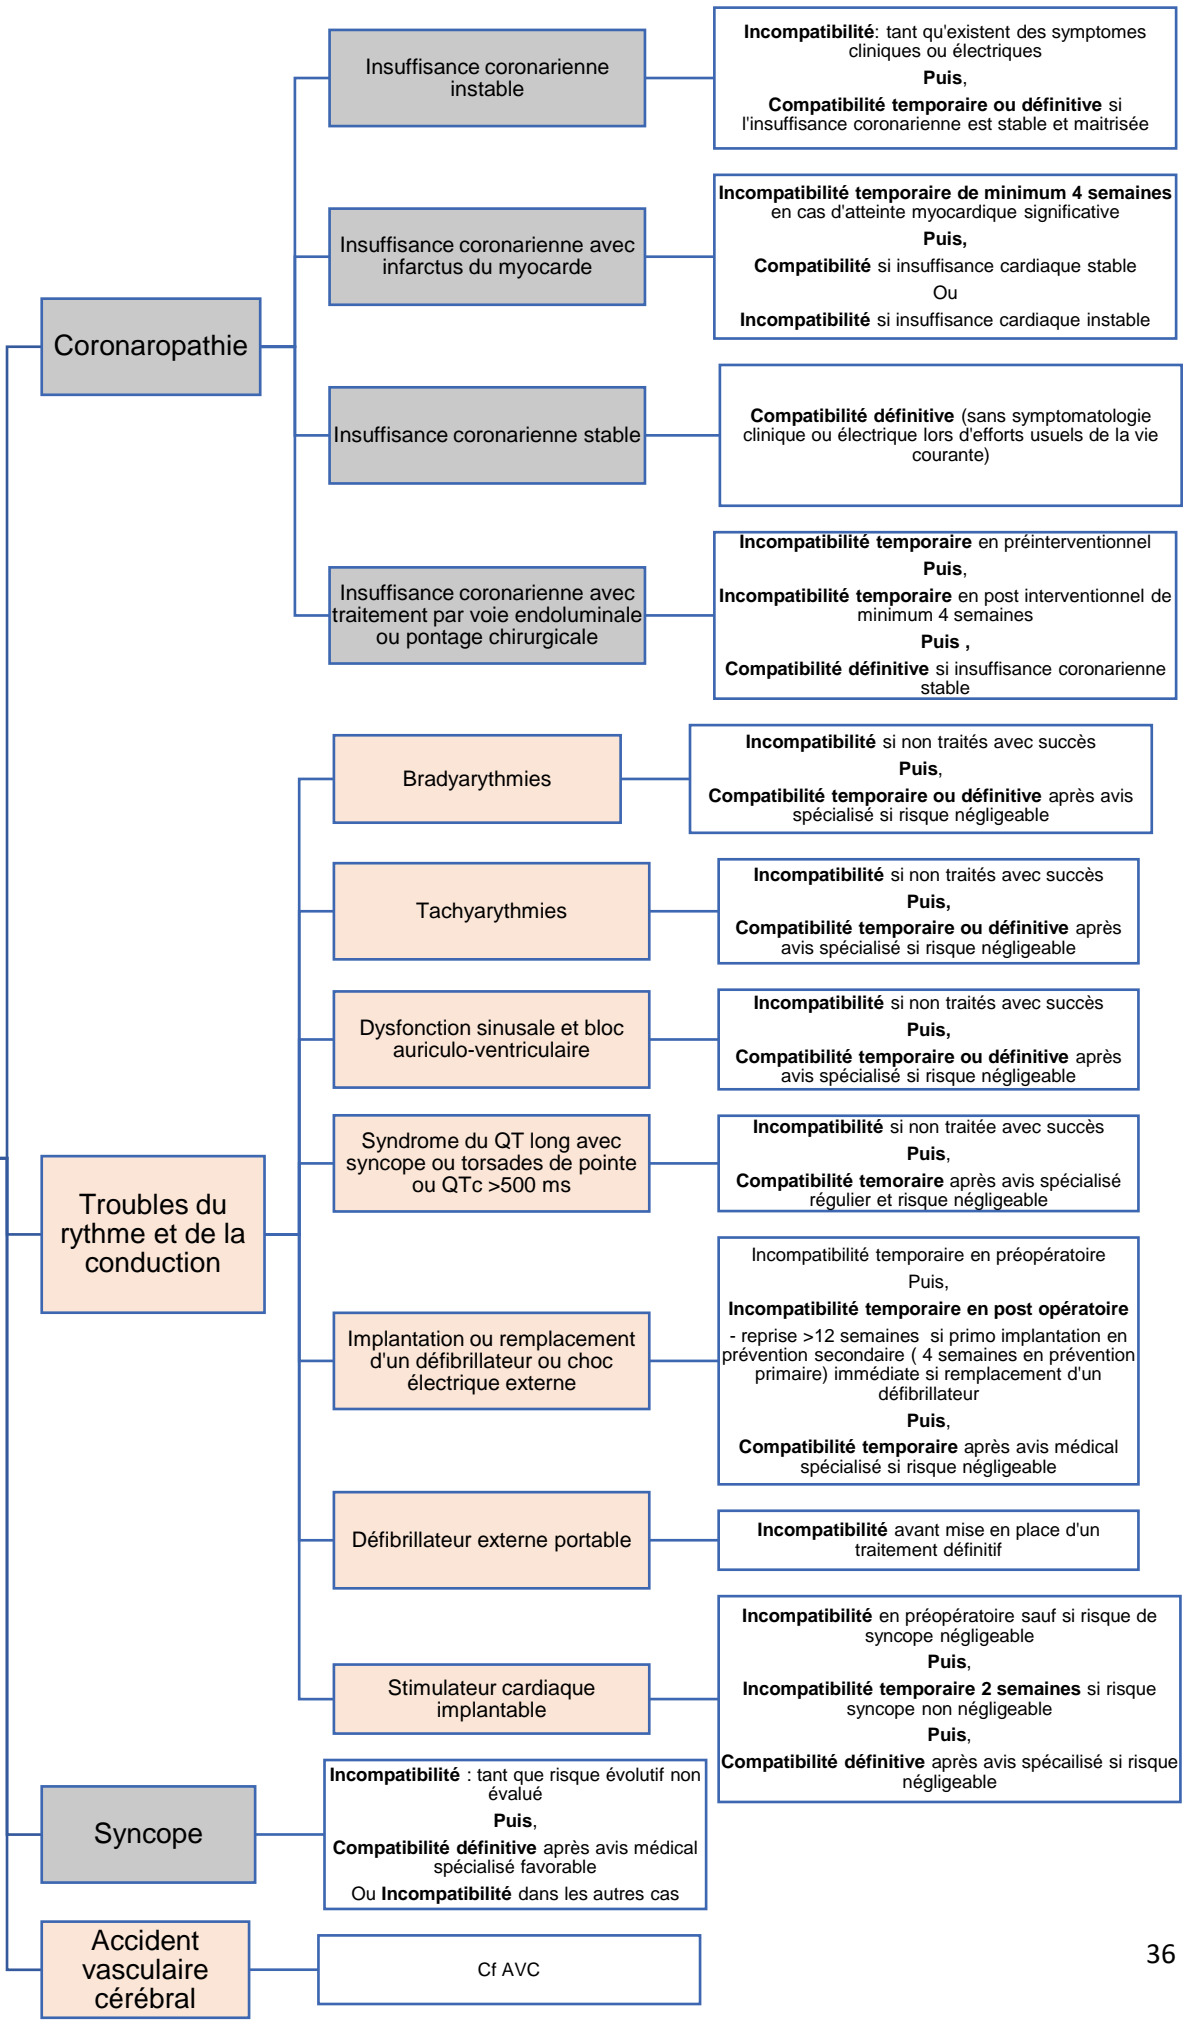 Coronaropathie
Insuffisance coronarienne
instable
Incompatibilité: tant qu'existent des symptomes
cliniques ou électriques
Puis,
Compatibilité temporaire ou définitive si
l'insuffisance coronarienne est stable et maitrisée
Insuffisance coronarienne avec
infarctus du myocarde
Incompatibilité temporaire de minimum 4 semaines
en cas d'atteinte myocardique significative
Puis,
Compatibilité si insuffisance cardiaque stable
Ou
Incompatibilité si insuffisance cardiaque instable
Insuffisance coronarienne stable
Compatibilité définitive (sans symptomatologie
clinique ou électrique lors d'efforts usuels de la vie
courante)
Insuffisance coronarienne avec
traitement par voie endoluminale
ou pontage chirurgicale
Incompatibilité temporaire en préinterventionnel
Puis,
Incompatibilité temporaire en post interventionnel de
minimum 4 semaines
Puis ,
Compatibilité définitive si insuffisance coronarienne
stable
Troubles du
rythme et de la
conduction
Bradyarythmies
Incompatibilité si non traités avec succès
Puis,
Compatibilité temporaire ou définitive après avis
spécialisé si risque négligeable
Tachyarythmies
Incompatibilité si non traités avec succès
Puis,
Compatibilité temporaire ou définitive après
avis spécialisé si risque négligeable
Dysfonction sinusale et bloc
auriculo-ventriculaire
Incompatibilité si non traités avec succès
Puis,
Compatibilité temporaire ou définitive après
avis spécialisé si risque négligeable
Syndrome du QT long avec
syncope ou torsades de pointe
ou QTc >500 ms
Incompatibilité si non traitée avec succès
Puis,
Compatibilité temoraire après avis spécialisé
régulier et risque négligeable
Implantation ou remplacement
d'un défibrillateur ou choc
électrique externe
Incompatibilité temporaire en préopératoire
Puis,
Incompatibilité temporaire en post opératoire
- reprise >12 semaines si primo implantation en
prévention secondaire ( 4 semaines en prévention
primaire) immédiate si remplacement d'un
défibrillateur
Puis,
Compatibilité temporaire après avis médical
spécialisé si risque négligeable
Défibrillateur externe portable
Incompatibilité avant mise en place d'un
traitement définitif
Stimulateur cardiaque
implantable
Incompatibilité en préopératoire sauf si risque de
syncope négligeable
Puis,
Incompatibilité temporaire 2 semaines si risque
syncope non négligeable
Puis,
Compatibilité définitive après avis spécailisé si risque
négligeable
Syncope
Incompatibilité : tant que risque évolutif non
évalué
Puis,
Compatibilité définitive après avis médical
spécialisé favorable
Ou Incompatibilité dans les autres cas
Accident
vasculaire
cérébral
Cf AVC
36